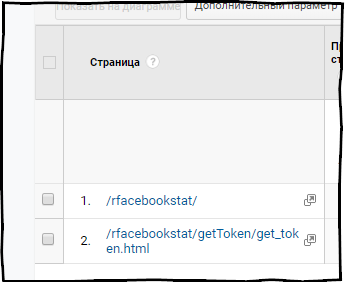 Показать на диаграмме
Дополнительный параметр
Страница ?
1. /rfacebookstat/
2. /rfacebookstat/getToken/get_tok
en.html